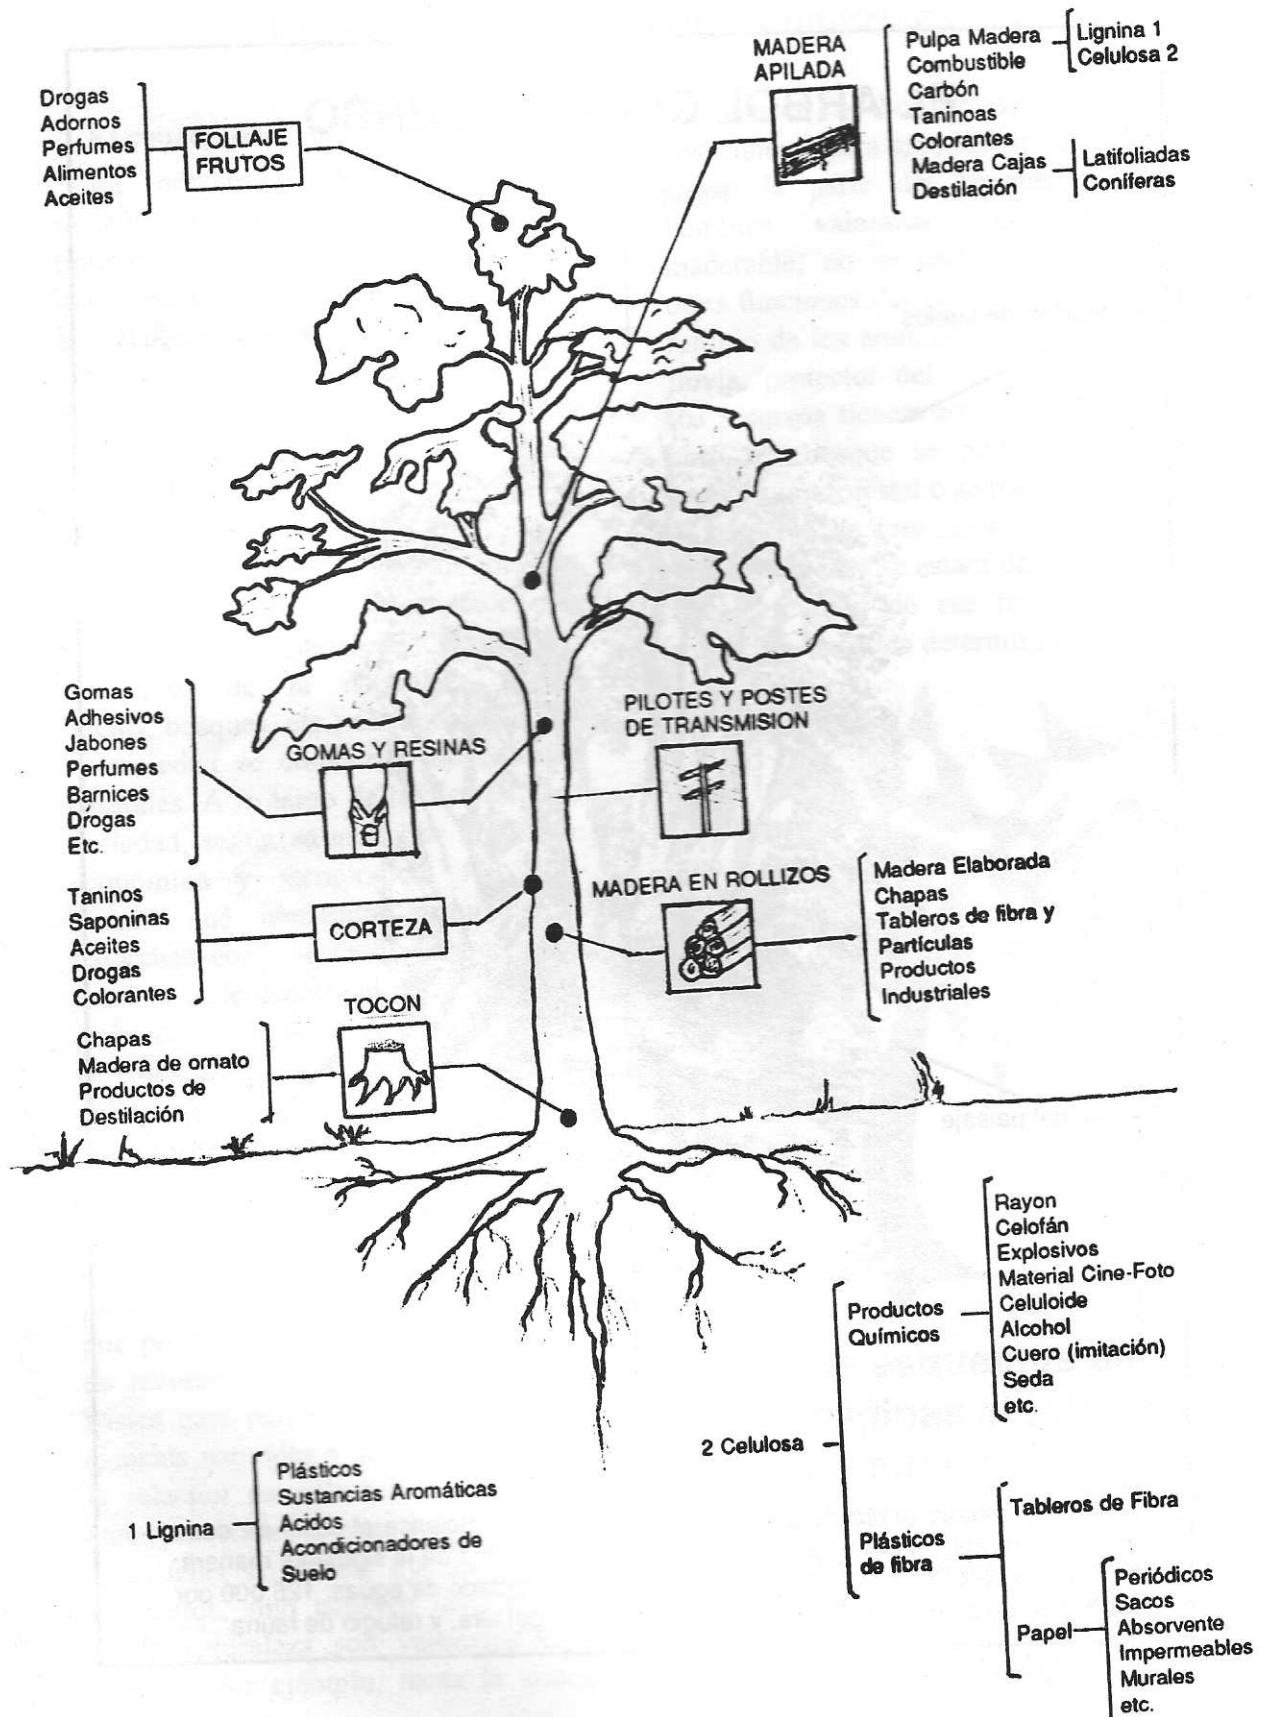 Drogas
Adornos
Perfumes
Alimentos
Aceites
FOLLAJE
FRUTOS
MADERA
APILADA
Pulpa Madera
Combustible
Carbón
Taninoas
Colorantes
Madera Cajas
Destilación
Lignina 1
Celulosa 2
Latifoliadas
Coníferas
Gomas
Adhesivos
Jabones
Perfumes
Barnices
Drogas
Etc.
GOMAS Y RESINAS
PILOTES Y POSTES
DE TRANSMISION
Taninos
Saponinas
Aceites
Drogas
Colorantes
CORTEZA
MADERA EN ROLLIZOS
Madera Elaborada
Chapas
Tableros de fibra y
Partículas
Productos
Industriales
TOCON
Chapas
Madera de ornato
Productos de
Destilación
1 Lignina
Plásticos
Sustancias Aromáticas
Acidos
Acondicionadores de
Suelo
2 Celulosa
Productos
Químicos
Rayon
Celofán
Explosivos
Material Cine-Foto
Celuloide
Alcohol
Cuero (imitación)
Seda
etc.
Plásticos
de fibra
Tableros de Fibra
Papel
Periódicos
Sacos
Absorvente
Impermeables
Murales
etc.